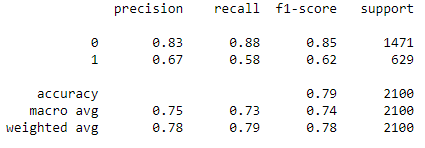 precision recall f1-score support
0 0.83 0.88 0.85 1471
1 0.67 0.58 0.62 629
accuracy 0.79 2100
macro avg 0.75 0.73 0.74 2100
weighted avg 0.78 0.79 0.78 2100